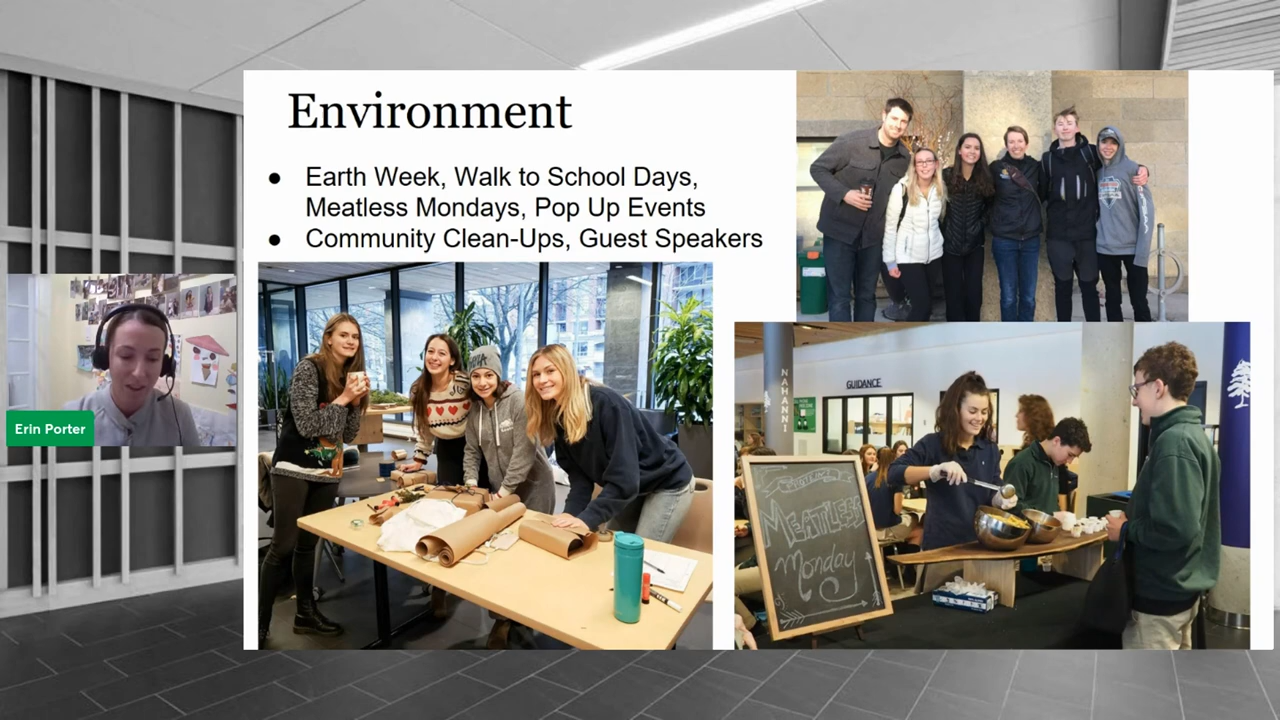 Environment
● Earth Week, Walk to School Days,
Meatless Mondays, Pop Up Events
● Community Clean-Ups, Guest Speakers
Erin Porter
NAHANNI
GUIDANCE
MEATLESS
Monday